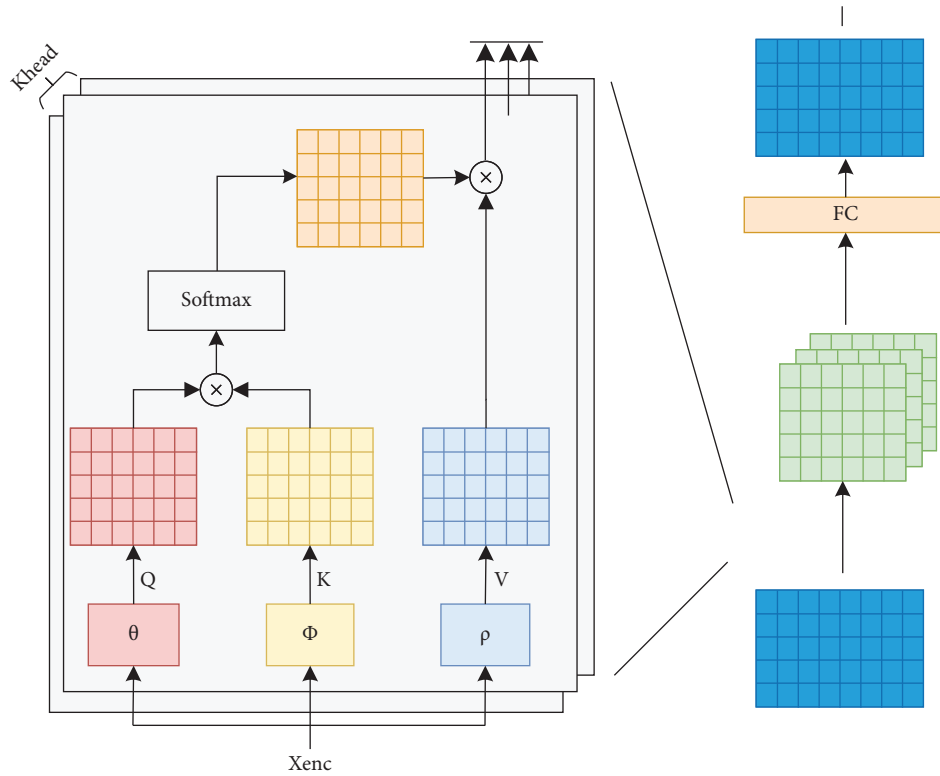 Khead
FC
Softmax
×
×
Q
K
V
θ
Φ
ρ
Xenc